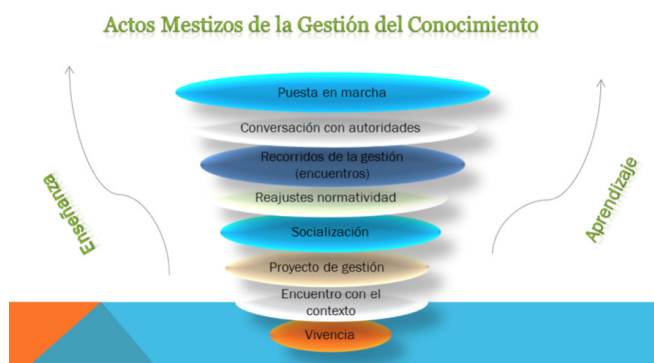 Actos Mestizos de la Gestión del Conocimiento
Puesta en marcha
Conversación con autoridades
Recorridos de la gestión
(encuentros)
Reajustes normatividad
Socialización
Proyecto de gestión
Encuentro con el
contexto
Vivencia
Enseñanza
Aprendizaje